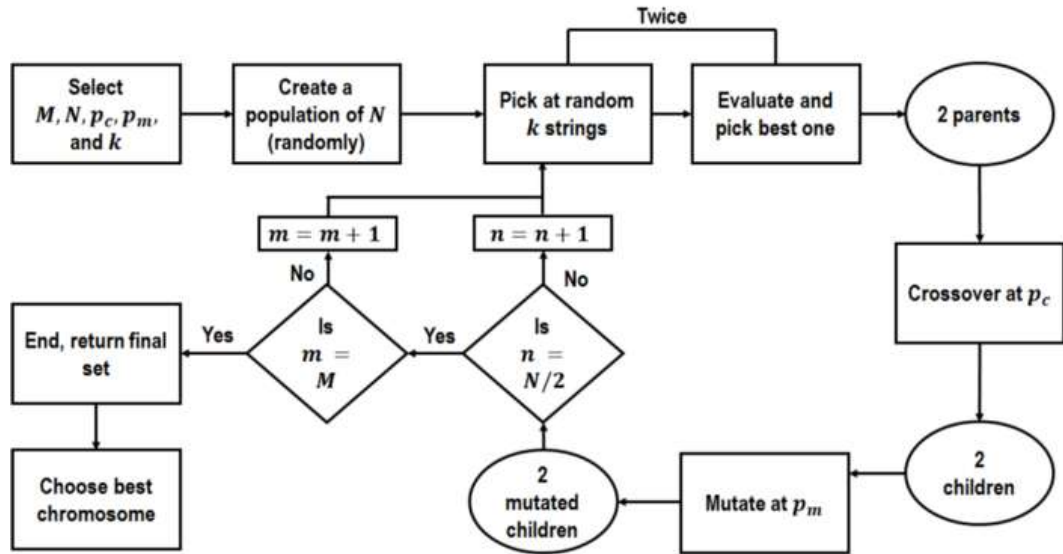 Twice
Select
M, N, p_c, p_m,
and k
Create a
population of N
(randomly)
Pick at random
k strings
Evaluate and
pick best one
2 parents
m = m + 1
n = n + 1
No
No
Crossover at p_c
End, return final
set
Yes
Is
m =
M
Yes
Is
n =
N/2
Choose best
chromosome
2
mutated
children
Mutate at p_m
2
children